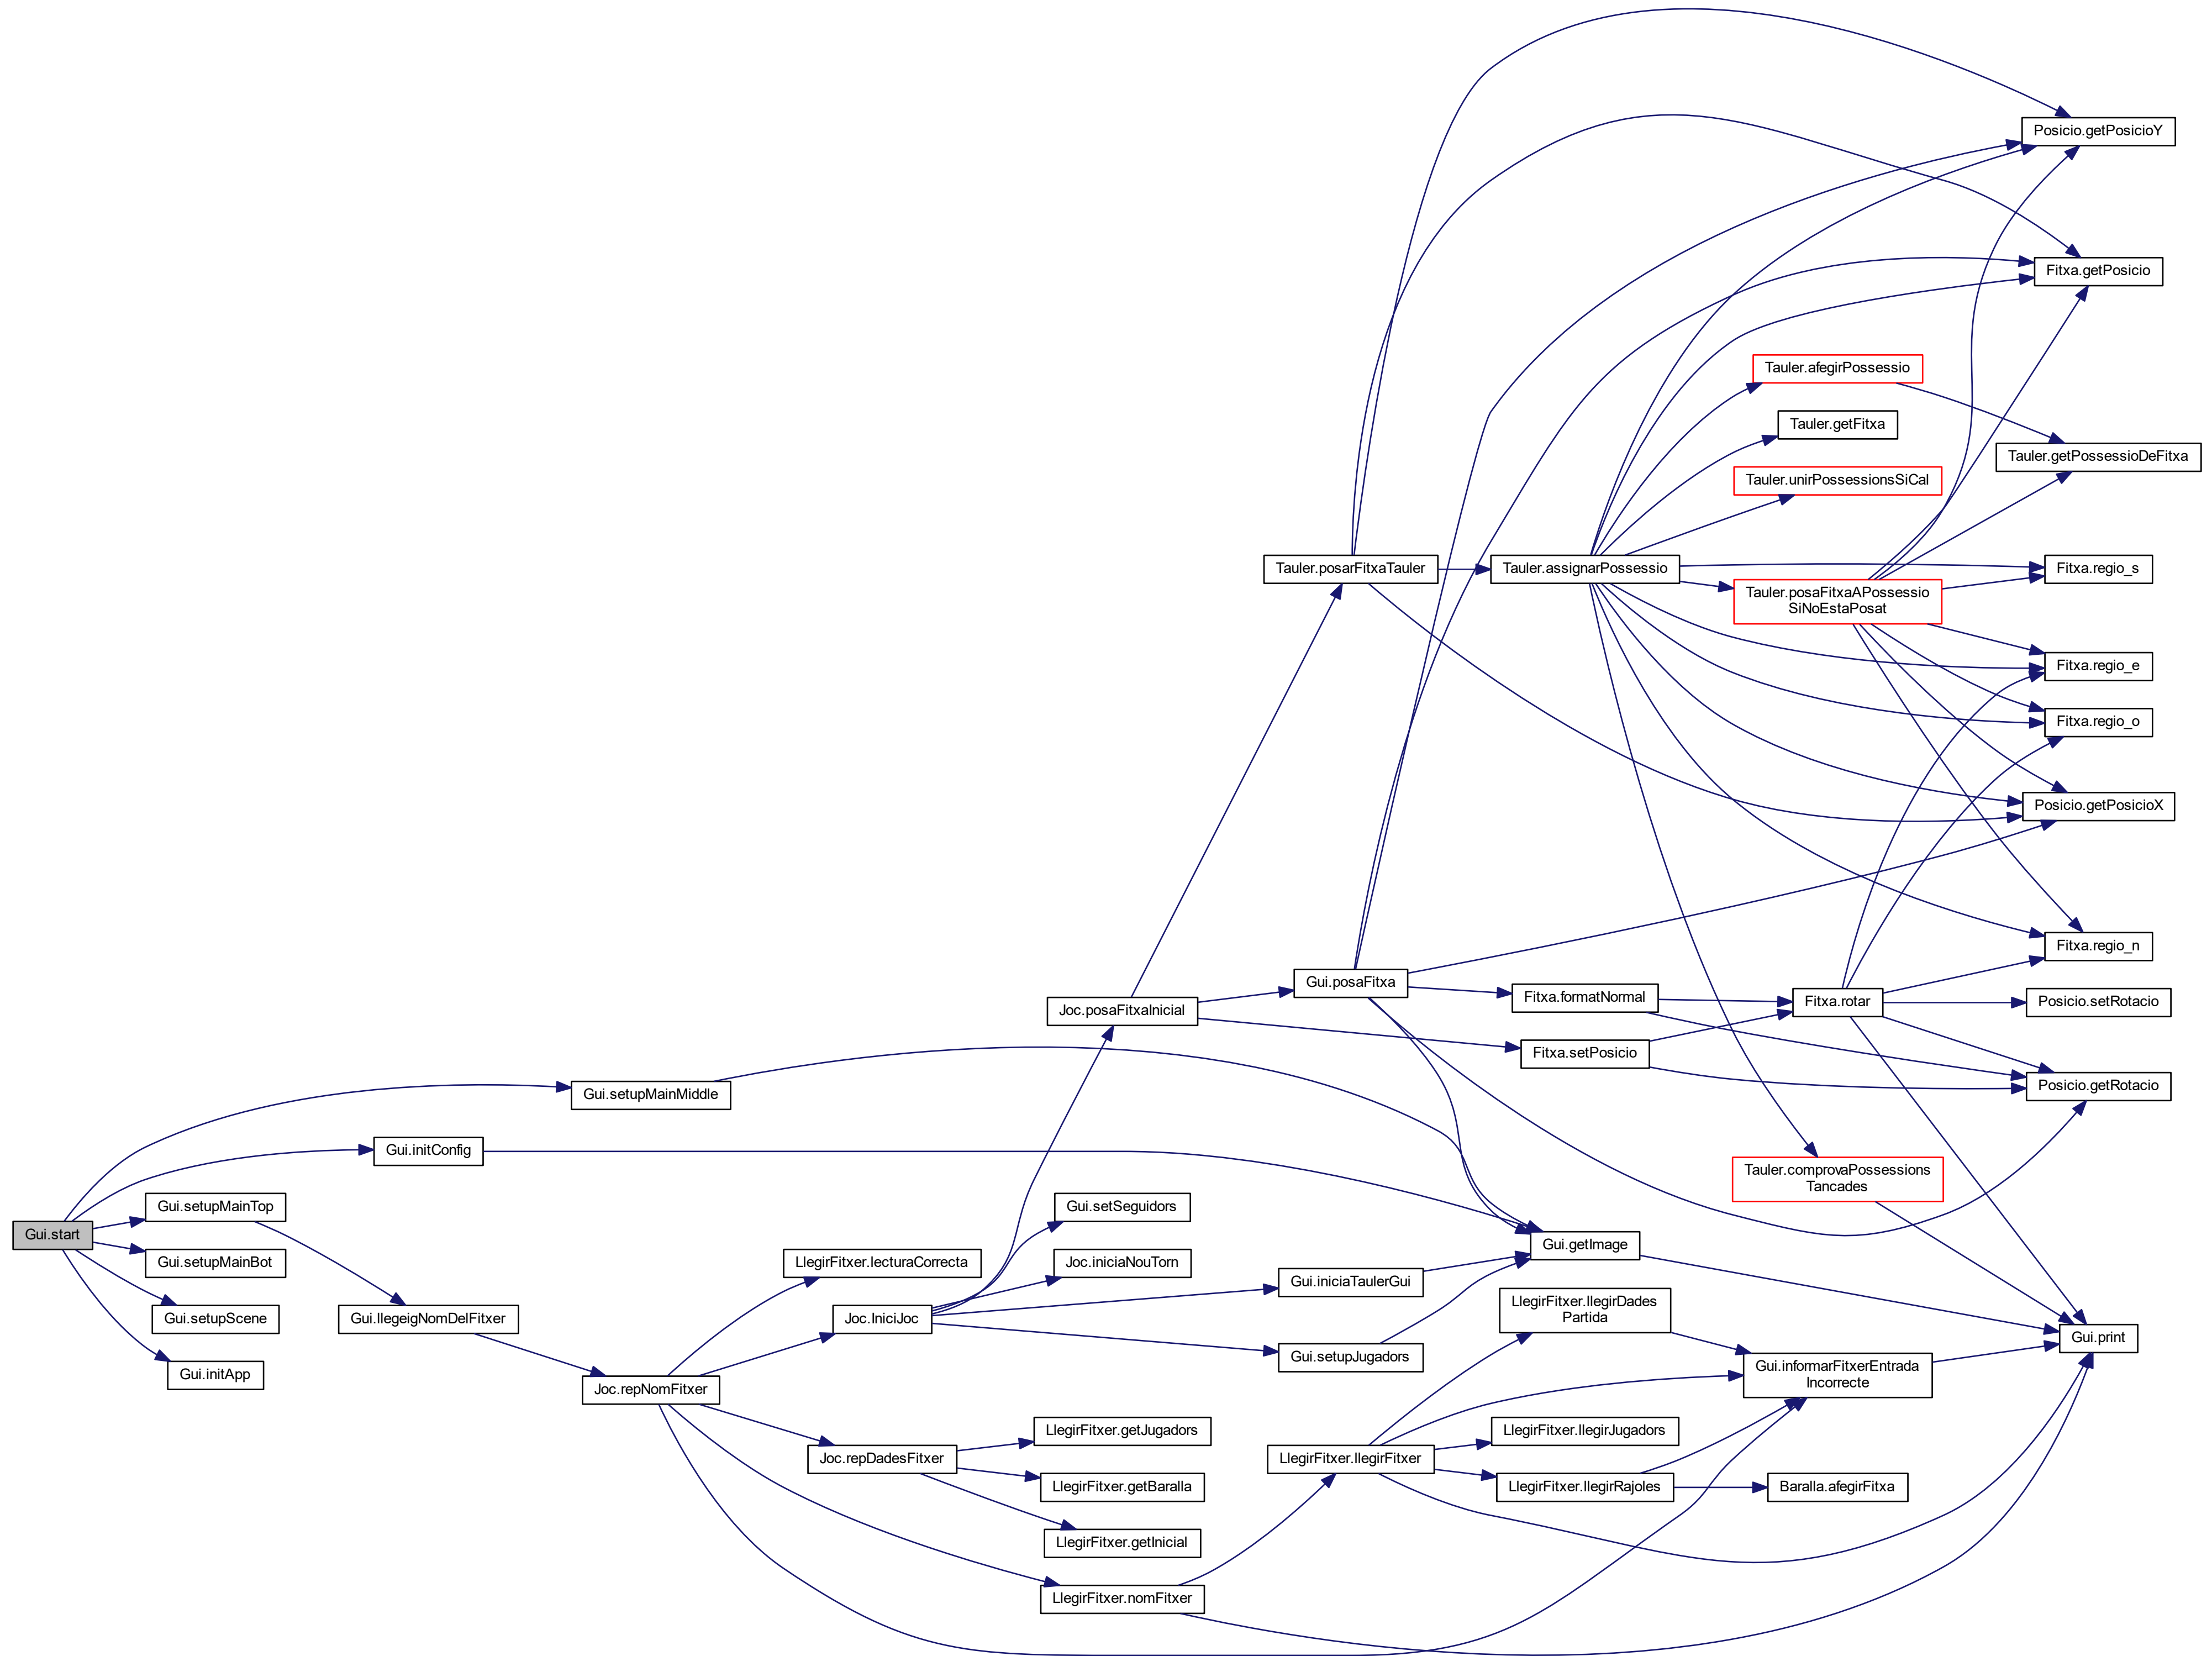 Gui.start
Gui.setupMainMiddle
Gui.initConfig
Gui.setupMainTop
Gui.setupMainBot
Gui.setupScene
Gui.initApp
Gui.llegeigNomDelFitxer
Joc.repNomFitxer
LlegirFitxer.lecturaCorrecta
Joc.IniciJoc
Joc.repDadesFitxer
Joc.posaFitxaInicial
Gui.setSeguidors
Joc.iniciaNouTorn
LlegirFitxer.getJugadors
LlegirFitxer.getBaralla
LlegirFitxer.getInicial
LlegirFitxer.nomFitxer
Tauler.posarFitxaTauler
Gui.posaFitxa
Gui.iniciaTaulerGui
Gui.setupJugadors
LlegirFitxer.llegirFitxer
Tauler.assignarPossessio
Fitxa.formatNormal
Fitxa.setPosicio
Gui.getImage
LlegirFitxer.llegirDades
Partida
LlegirFitxer.llegirJugadors
LlegirFitxer.llegirRajoles
Tauler.afegirPossessio
Tauler.getFitxa
Tauler.unirPossessionsSiCal
Tauler.posaFitxaAPossessio
SiNoEstaPosat
Fitxa.rotar
Tauler.comprovaPossessions
Tancades
Gui.informarFitxerEntrada
Incorrecte
Baralla.afegirFitxa
Posicio.getPosicioY
Fitxa.getPosicio
Tauler.getPossessioDeFitxa
Fitxa.regio_s
Fitxa.regio_e
Fitxa.regio_o
Posicio.getPosicioX
Fitxa.regio_n
Posicio.setRotacio
Posicio.getRotacio
Gui.print